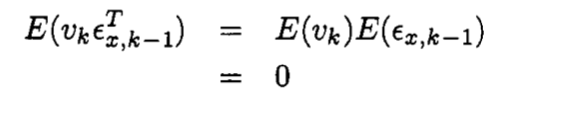 E(v_k ϵ_{x,k−1}^T) = E(v_k)E(ϵ_{x,k−1})
= 0